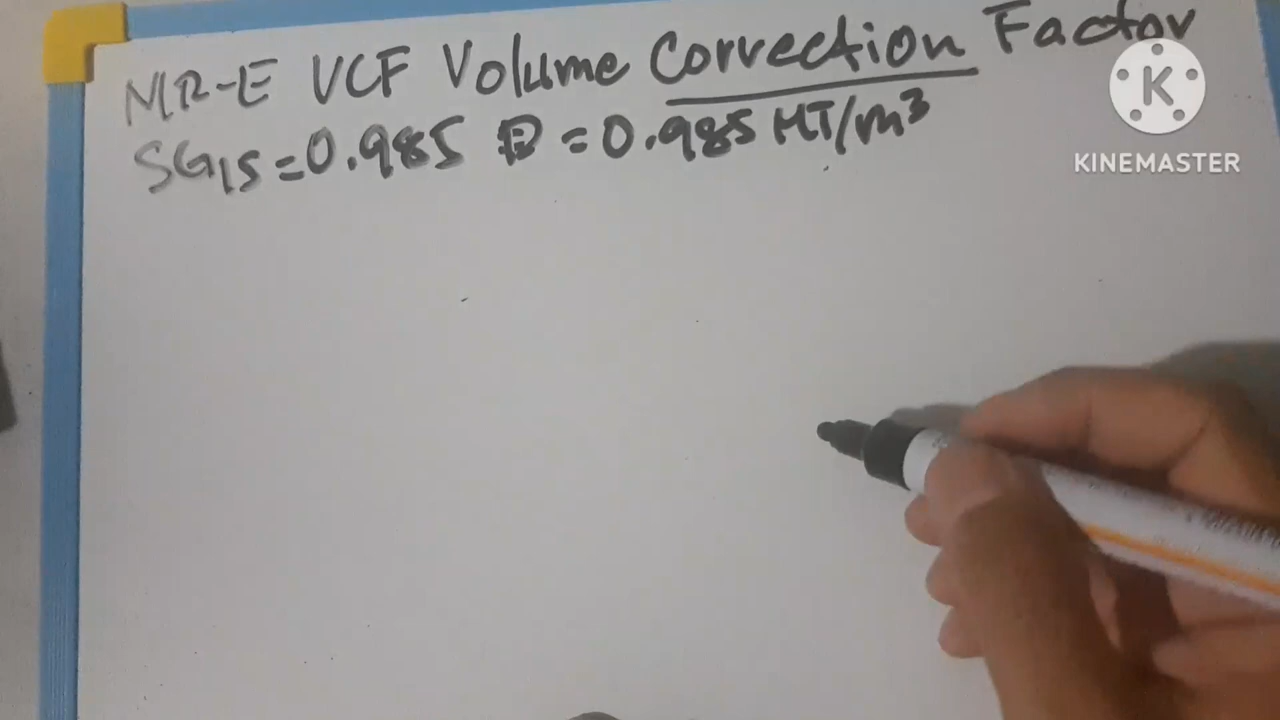 MR-E VCF Volume Correction Factor
SG15 = 0.985 D = 0.985 MT/m³
K
KINEMASTER